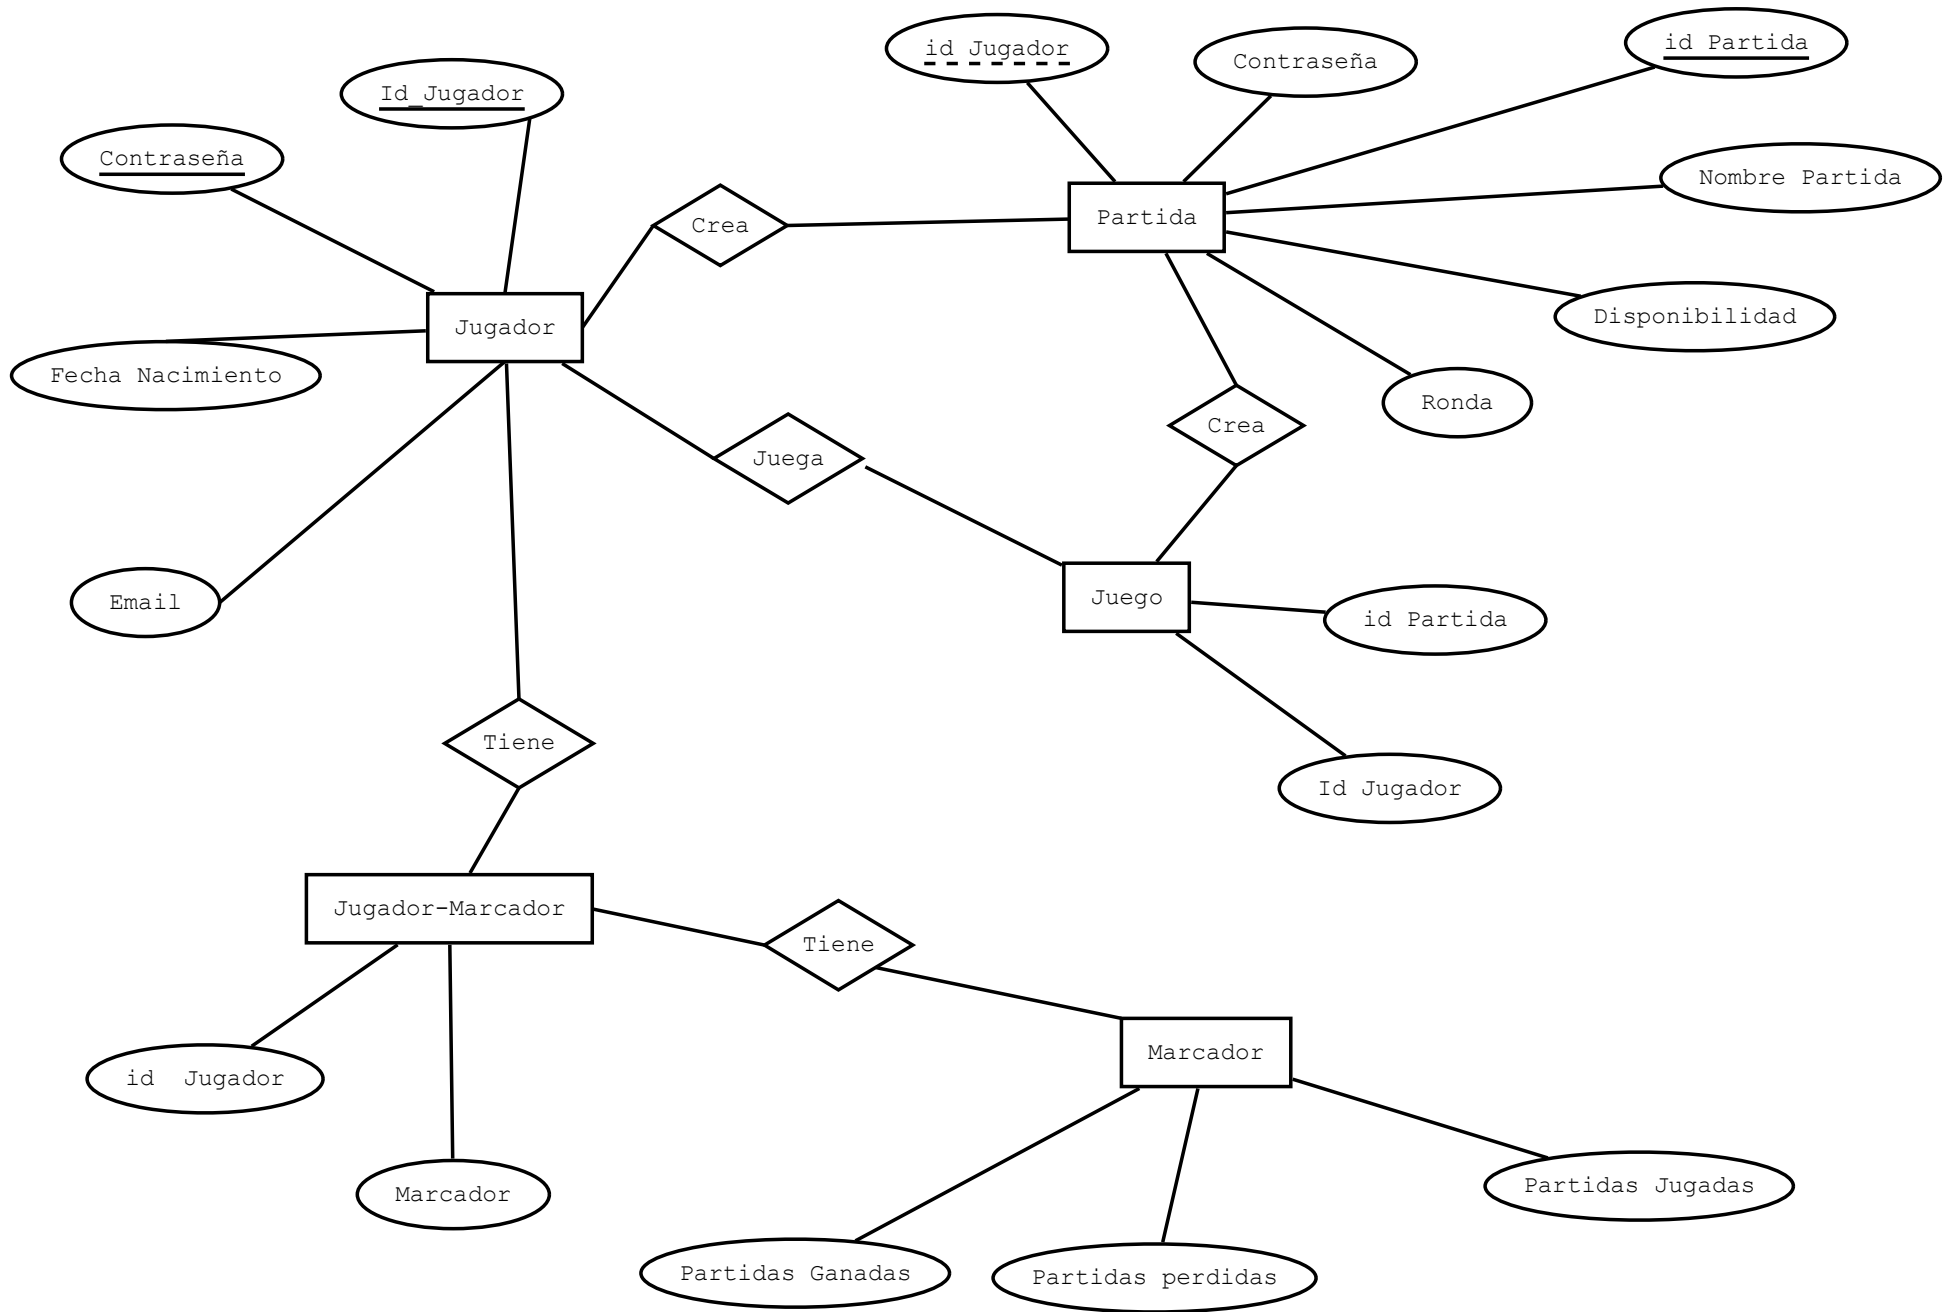 id Jugador
Contraseña
id Partida
Id_Jugador
Contraseña
Nombre Partida
Crea
Partida
Jugador
Disponibilidad
Fecha Nacimiento
Ronda
Crea
Juega
Email
Juego
id Partida
Tiene
Id Jugador
Jugador-Marcador
Tiene
Marcador
id  Jugador
Marcador
Partidas Jugadas
Partidas Ganadas
Partidas perdidas